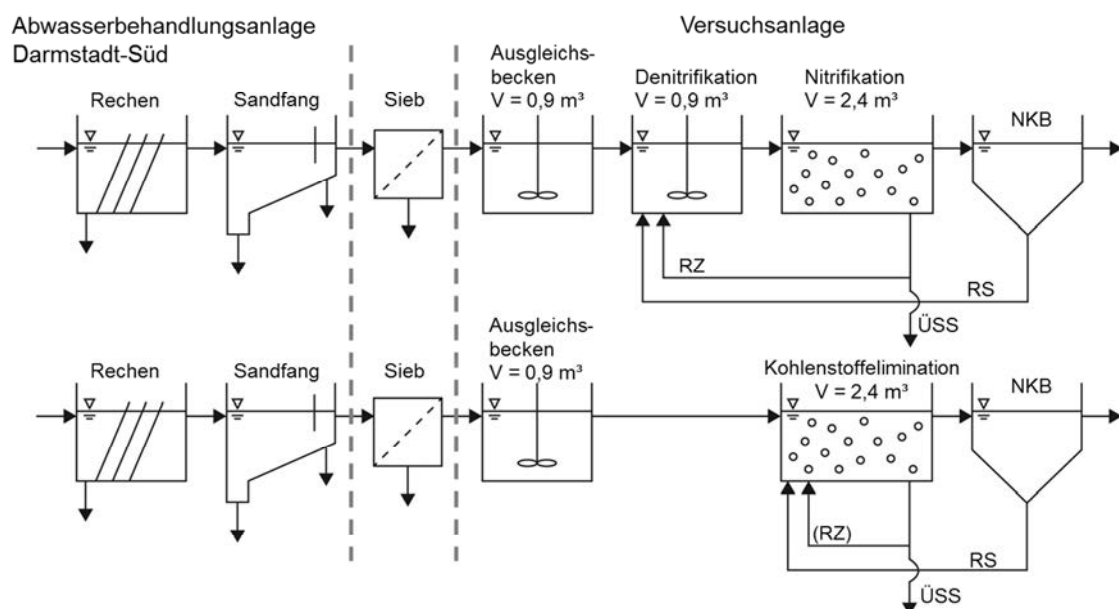 Abwasserbehandlungsanlage
Darmstadt-Süd
Versuchsanlage
Rechen
Sandfang
Sieb
Ausgleichs-
becken
V = 0,9 m³
Denitrifikation
V = 0,9 m³
Nitrifikation
V = 2,4 m³
NKB
RZ
RS
ÜSS
Rechen
Sandfang
Sieb
Ausgleichs-
becken
V = 0,9 m³
Kohlenstoffelimination
V = 2,4 m³
NKB
(RZ)
RS
ÜSS